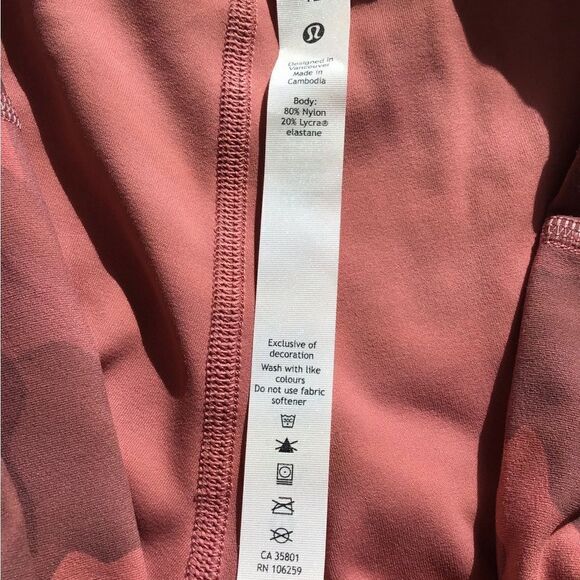 Designed in
Vancouver
Made in
Cambodia
Body:
80% Nylon
20% Lycra®
elastane
Exclusive of
decoration
Wash with like
colours
Do not use fabric
softener
CA 35801
RN 106259